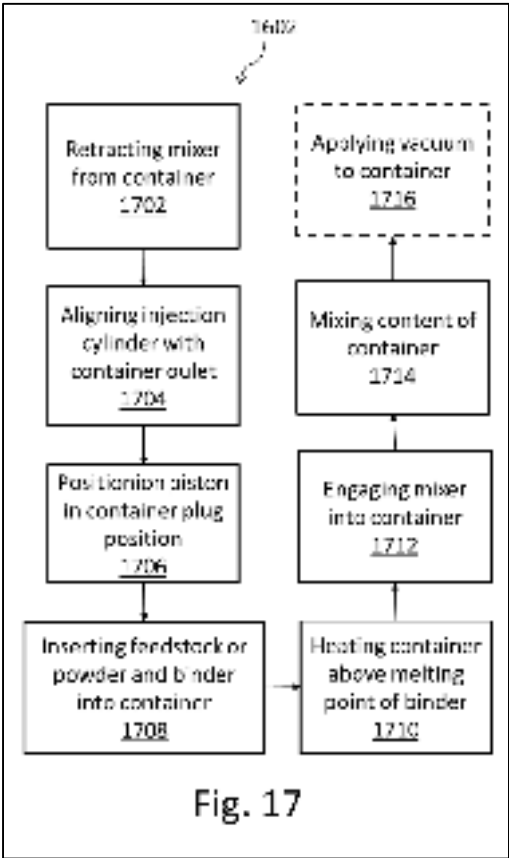 1602
Retracting mixer
from container
1702
Aligning injection
cylinder with
container oulet
1704
Positionion piston
in container plug
position
1706
Inserting feedstock or
powder and binder
into container
1708
Heating container
above melting
point of binder
1710
Engaging mixer
into container
1712
Mixing content of
container
1714
Applying vacuum
to container
1716
Fig. 17